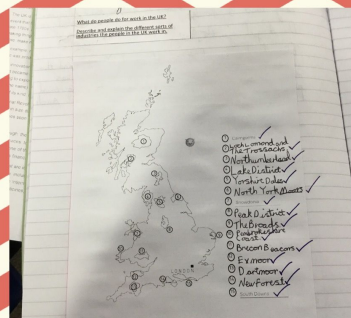 What do people do for work in the UK?
Describe and explain the different sorts of
industries the people in the UK work in.
Loch Lomond and
The Trossachs
Northumberland
Lake District
Yorshire Dales
North York Moors
Peak District
The Broads
Pembrokeshire
coast
Brecon Beacons
Exmoor
Dartmoor
New Forest
South Downs
LONDON